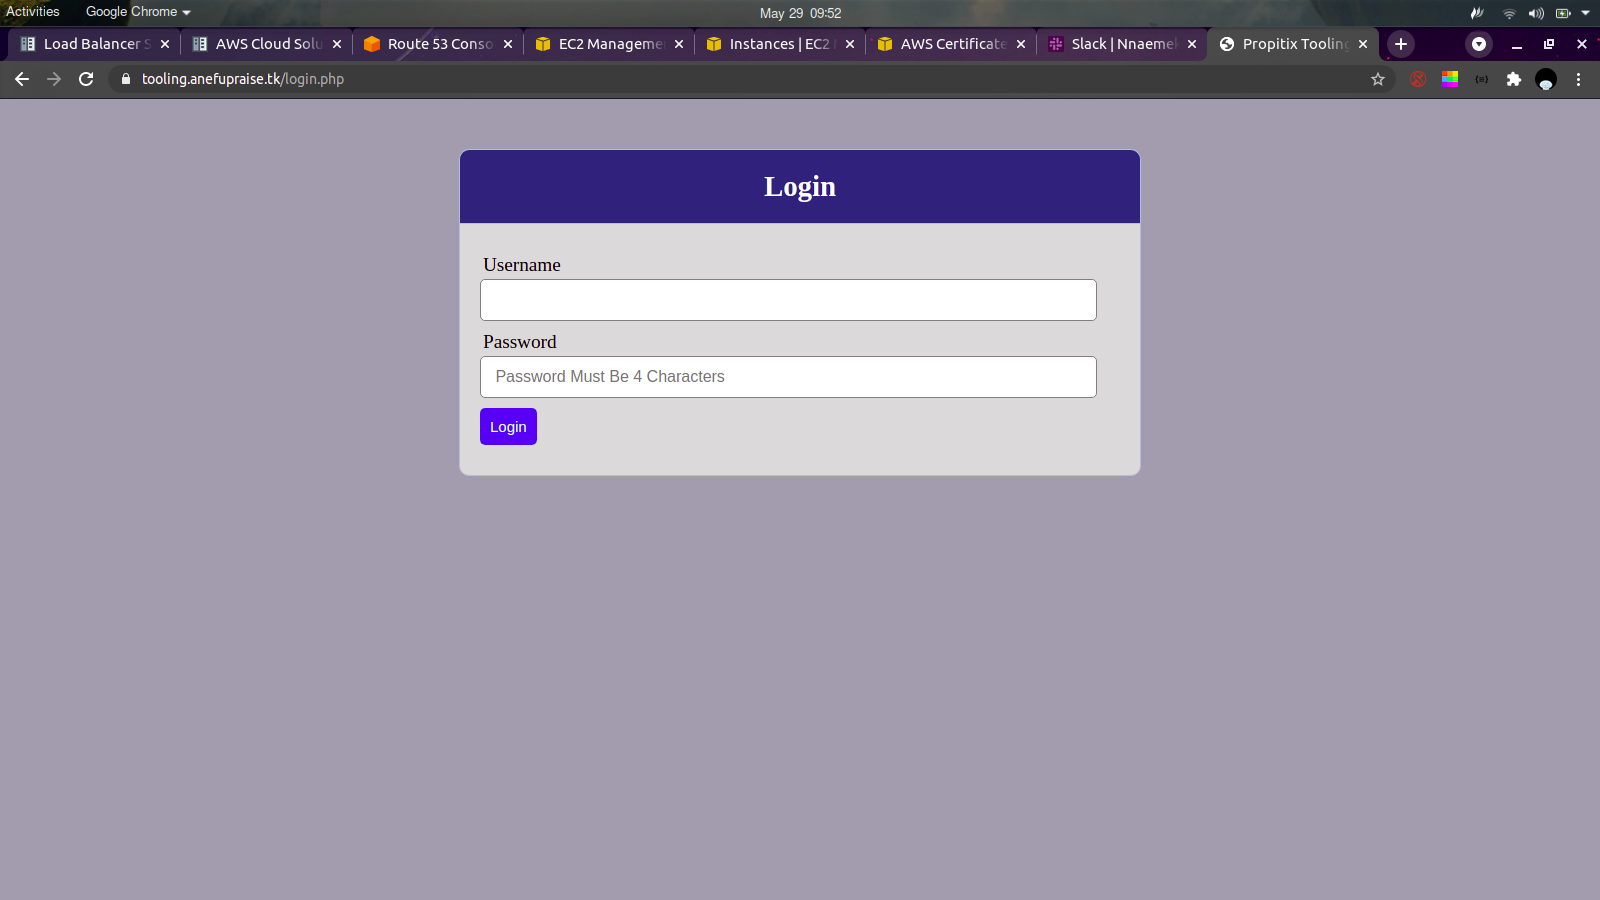 Activities Google Chrome May 29 09:52
Load Balancer S AWS Cloud Solu Route 53 Conso EC2 Manageme Instances | EC2 AWS Certificate Slack | Nnaemek Propitix Tooling
tooling.anefupraise.tk/login.php
Login
Username
Password
Password Must Be 4 Characters
Login